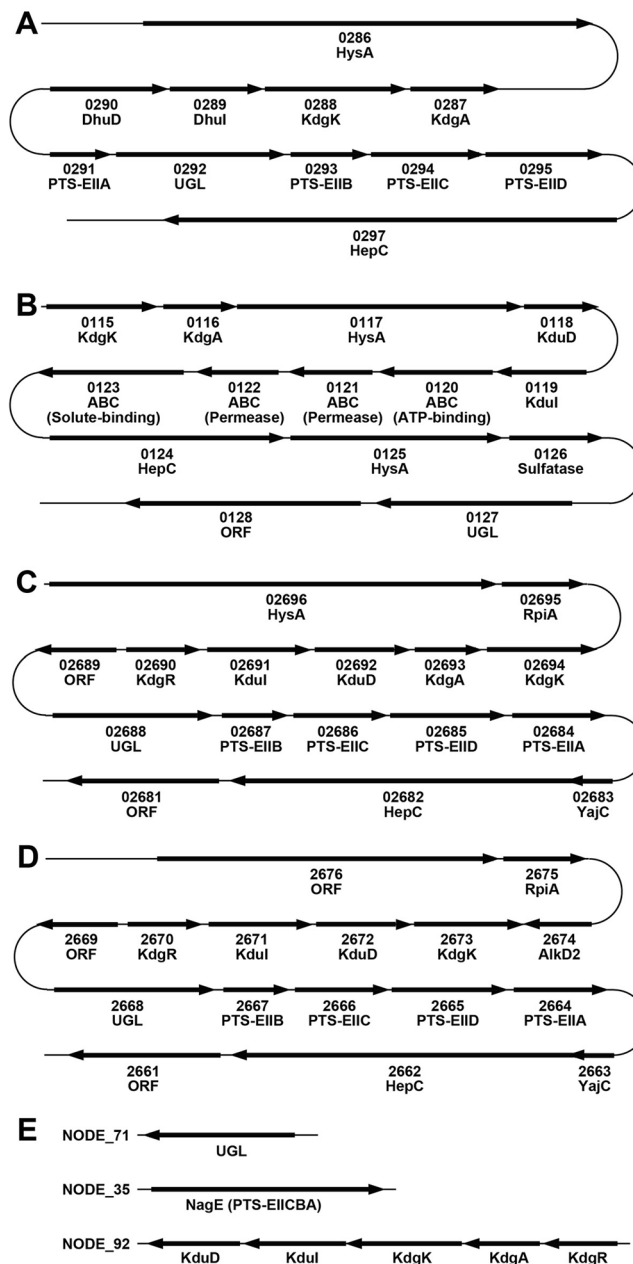 A
0286
HysA
0290 0289 0288 0287
DhuD DhuI KdgK KdgA
0291 0292 0293 0294 0295
PTS-EIIA UGL PTS-EIIB PTS-EIIC PTS-EIID
0297
HepC
B
0115 0116 0117 0118
KdgK KdgA HysA KduD
0123 0122 0121 0120 0119
ABC ABC ABC ABC KduI
(Solute-binding) (Permease) (Permease) (ATP-binding)
0124 0125 0126
HepC HysA Sulfatase
0128 0127
ORF UGL
C
02696 02695
HysA RpiA
02689 02690 02691 02692 02693 02694
ORF KdgR KduI KduD KdgA KdgK
02688 02687 02686 02685 02684
UGL PTS-EIIB PTS-EIIC PTS-EIID PTS-EIIA
02681 02682 02683
ORF HepC YajC
D
2676 2675
ORF RpiA
2669 2670 2671 2672 2673 2674
ORF KdgR KduI KduD KdgK AlkD2
2668 2667 2666 2665 2664
UGL PTS-EIIB PTS-EIIC PTS-EIID PTS-EIIA
2661 2662 2663
ORF HepC YajC
E
NODE_71
UGL
NODE_35
NagE (PTS-EIICBA)
NODE_92
KduD KduI KdgK KdgA KdgR